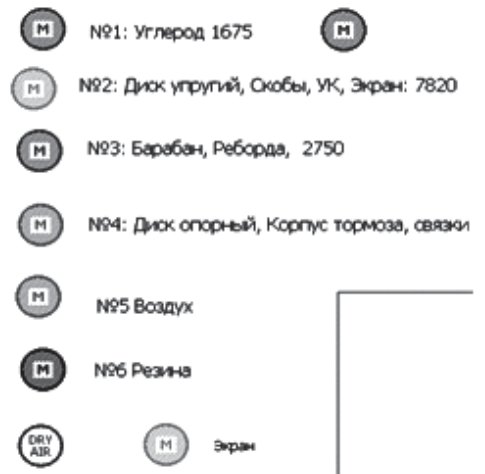 M №1: Углерод 1675 M
M №2: Диск упругий, Скобы, УК, Экран: 7820
M №3: Барабан, Реборда, 2750
M №4: Диск опорный, Корпус тормоза, связки
M №5 Воздух
M №6 Резина
DRY
AIR
M Экран